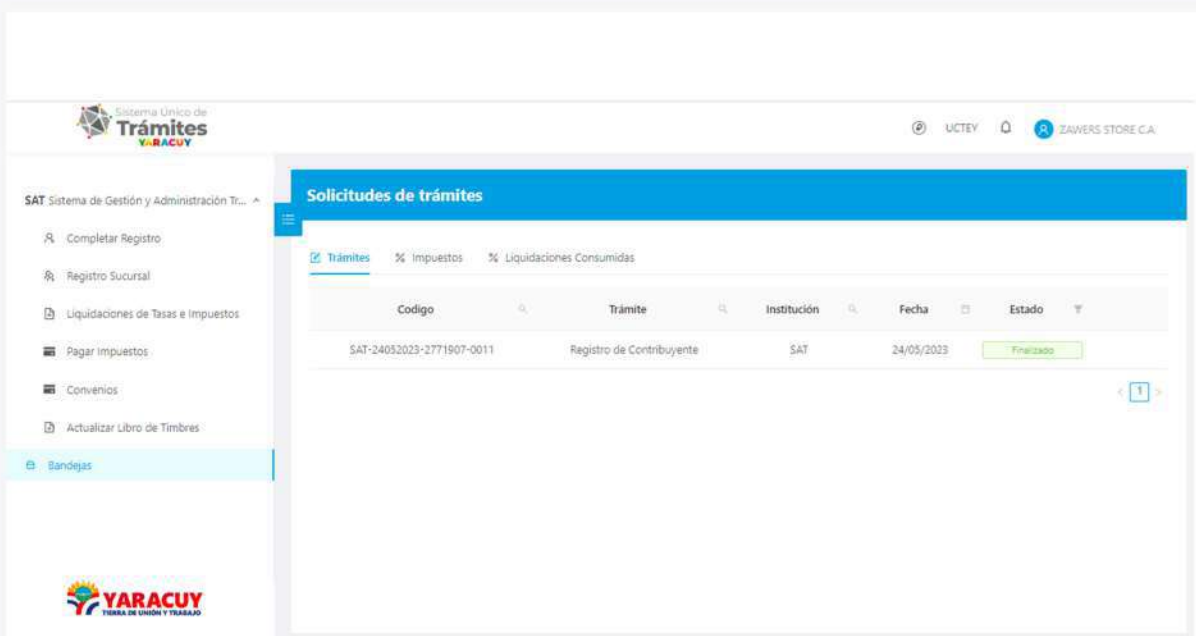 Sistema Único de
Trámites
YARACUY
UCTEY
ZAWERS STORE C.A.
SAT Sistema de Gestión y Administración Tr...
Completar Registro
Registro Sucursal
Liquidaciones de Tasas e Impuestos
Pagar Impuestos
Convenios
Actualizar Libro de Timbres
Bandejas
YARACUY
TIERRA DE UNIÓN Y TRABAJO
Solicitudes de trámites
Trámites % Impuestos % Liquidaciones Consumidas
Codigo Trámite Institución Fecha Estado
SAT-24052023-2771907-0011 Registro de Contribuyente SAT 24/05/2023 Finalizado
< 1 >